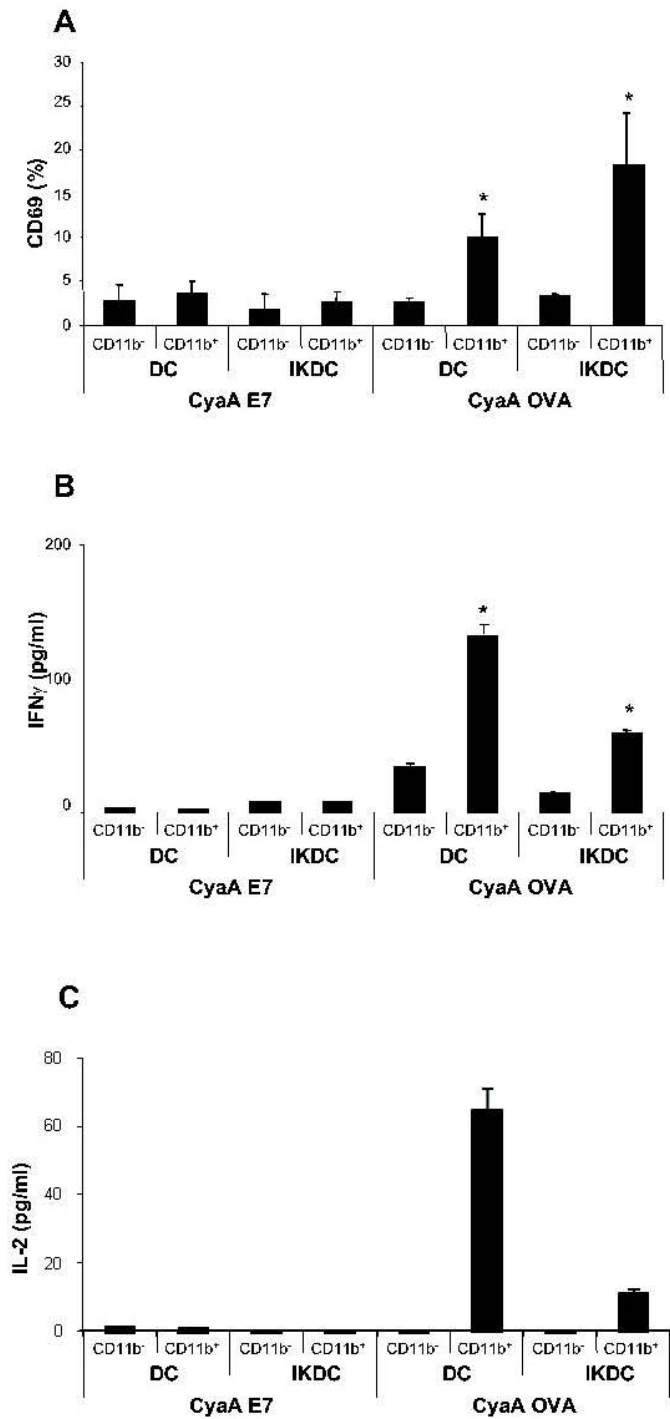 A
30
25
20
15
10
5
0
CD69 (%)
*
*
CD11b- CD11b+ CD11b- CD11b+ CD11b- CD11b+ CD11b- CD11b+
DC IKDC DC IKDC
CyaA E7 CyaA OVA
B
200
100
0
IFNγ (pg/ml)
*
*
CD11b- CD11b+ CD11b- CD11b+ CD11b- CD11b+ CD11b- CD11b+
DC IKDC DC IKDC
CyaA E7 CyaA OVA
C
80
60
40
20
0
IL-2 (pg/ml)
CD11b- CD11b+ CD11b- CD11b+ CD11b- CD11b+ CD11b- CD11b+
DC IKDC DC IKDC
CyaA E7 CyaA OVA